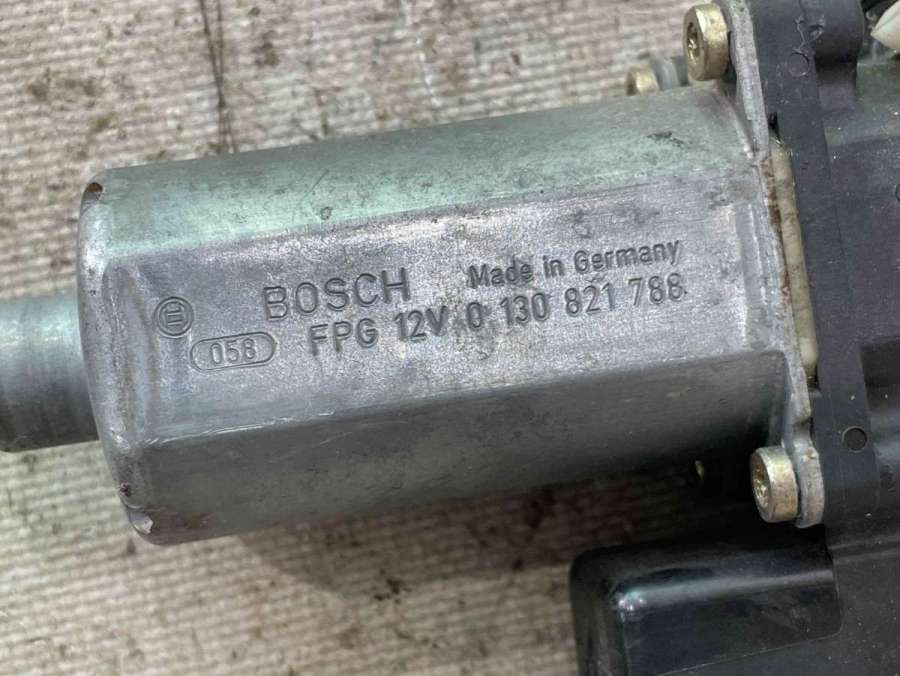 BOSCH Made in Germany
058 FPG 12V 0 130 821 788